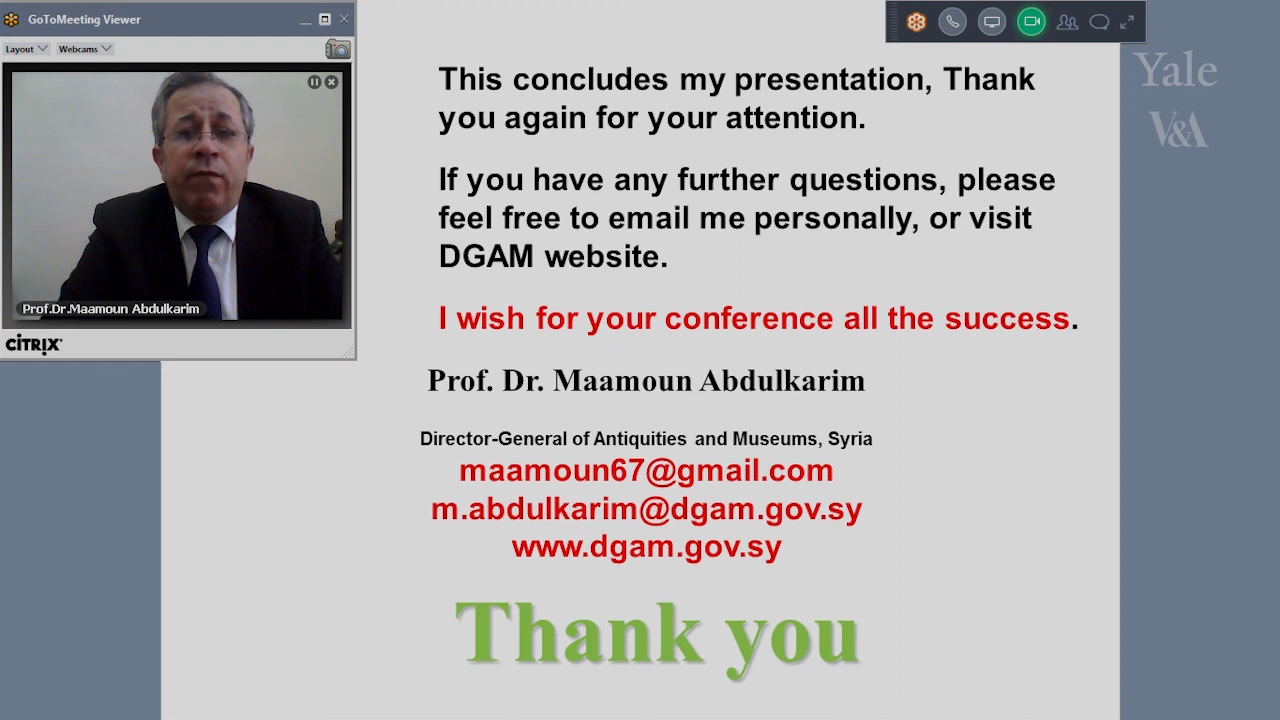 GoToMeeting Viewer
Layout Webcams
Prof.Dr.Maamoun Abdulkarim
CİTRIX
Yale
V&A
This concludes my presentation, Thank
you again for your attention.
If you have any further questions, please
feel free to email me personally, or visit
DGAM website.
I wish for your conference all the success.
Prof. Dr. Maamoun Abdulkarim
Director-General of Antiquities and Museums, Syria
maamoun67@gmail.com
m.abdulkarim@dgam.gov.sy
www.dgam.gov.sy
Thank you